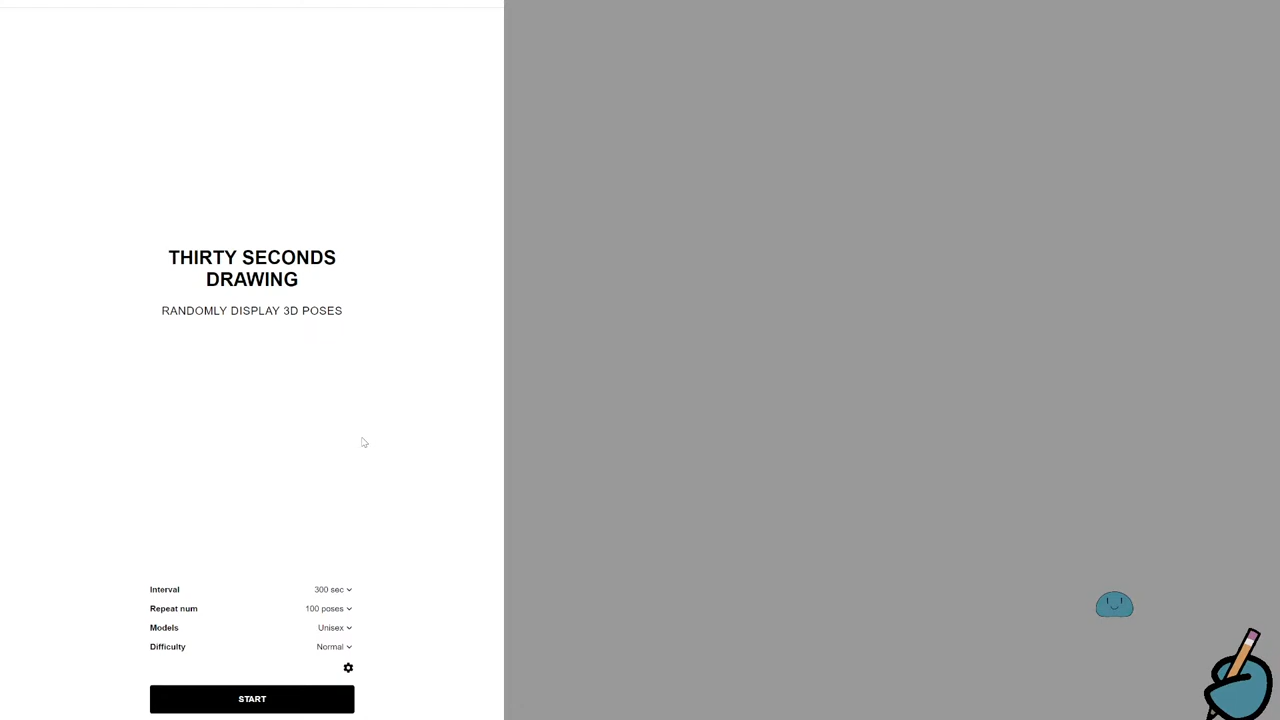 THIRTY SECONDS
DRAWING
RANDOMLY DISPLAY 3D POSES
Interval 300 sec
Repeat num 100 poses
Models Unisex
Difficulty Normal
START